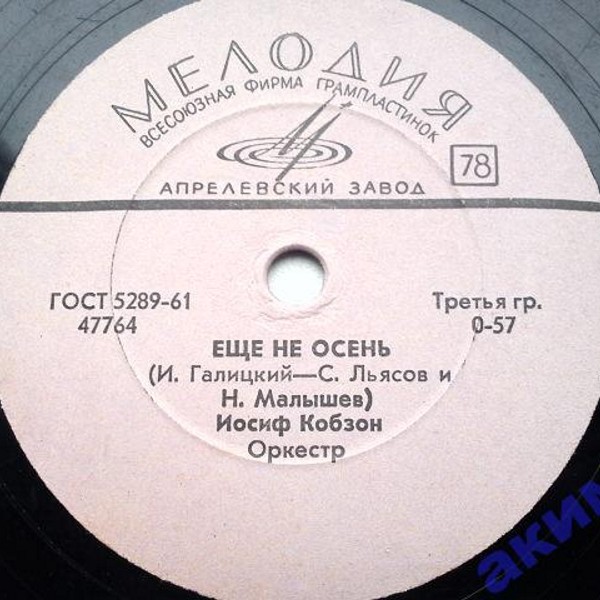 МЕЛОДИЯ
ВСЕСОЮЗНАЯ ФИРМА ГРАМПЛАСТИНОК
78
АПРЕЛЕВСКИЙ ЗАВОД
ГОСТ 5289-61
Третья гр.
47764
0-57
ЕЩЕ НЕ ОСЕНЬ
(И. Галицкий—С. Льясов и
Н. Малышев)
Иосиф Кобзон
Оркестр